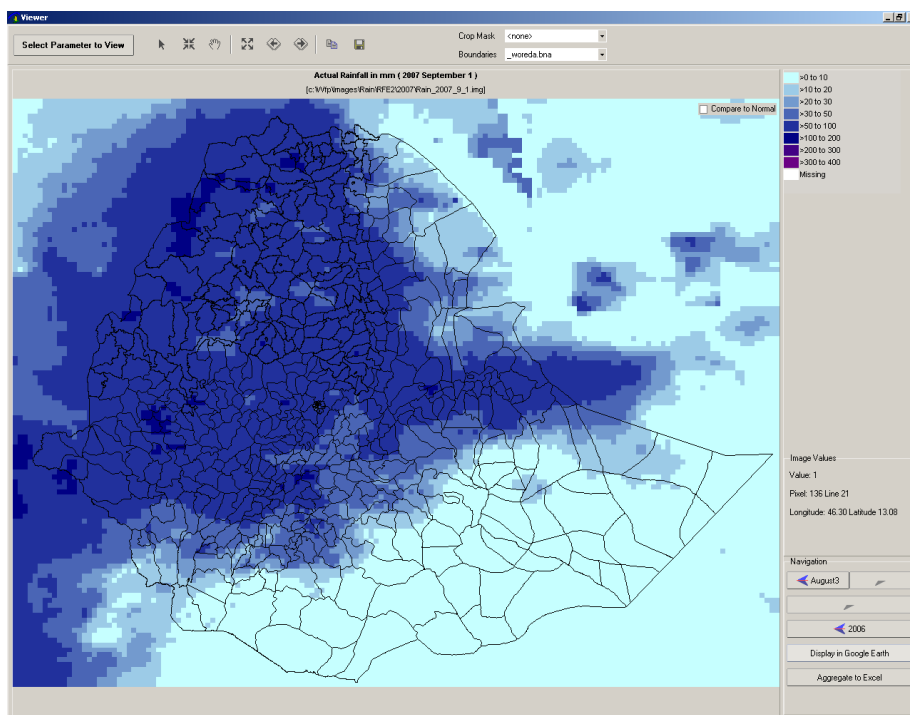 Viewer
Select Parameter to View
Crop Mask <none>
Boundaries _woreda.bna
Actual Rainfall in mm ( 2007 September 1 )
[c:\Wtp\Images\Rain\RFE2\2007\Rain_2007_9_1.img]
Compare to Normal
>0 to 10
>10 to 20
>20 to 30
>30 to 50
>50 to 100
>100 to 200
>200 to 300
>300 to 400
Missing
Image Values
Value: 1
Pixel: 136 Line 21
Longitude: 46.30 Latitude 13.08
Navigation
August3
2006
Display in Google Earth
Aggregate to Excel